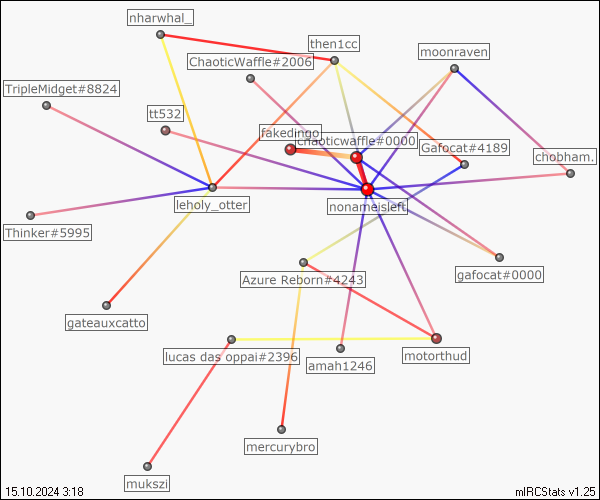 nharwhal_
then1cc
moonraven
ChaoticWaffle#2006
TripleMidget#8824
tt532
fakedingo
chaoticwaffle#0000
Gafocat#4189
chobham.
leholy_otter
nonameisleft
Thinker#5995
Azure Reborn#4243
gafocat#0000
gateauxcatto
lucas das oppai#2396
amah1246
motorthud
mercurybro
mukszi
15.10.2024 3:18
mIRCStats v1.25